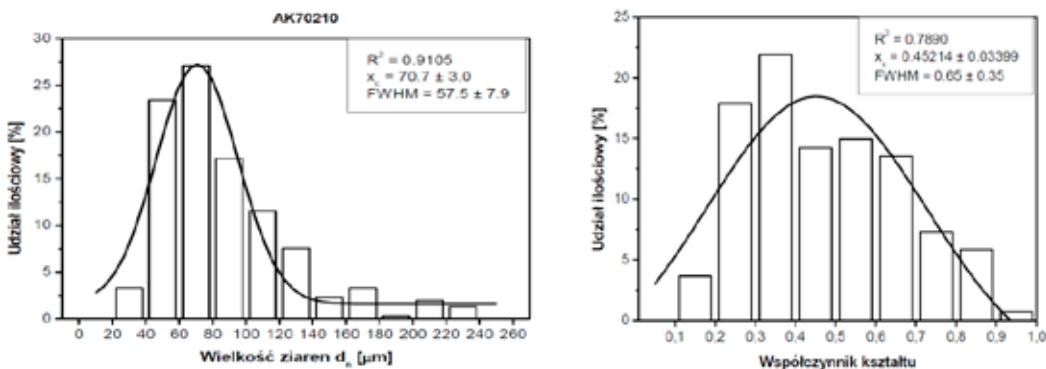 AK70210
Udział ilościowy [%]
30
25
20
15
10
5
0
R² = 0.9105
x꜀ = 70.7 ± 3.0
FWHM = 57.5 ± 7.9
0 20 40 60 80 100 120 140 160 180 200 220 240 260
Wielkość ziaren dₙ [µm]
Udział ilościowy [%]
25
20
15
10
5
0
R² = 0.7890
x꜀ = 0.45214 ± 0.03399
FWHM = 0.65 ± 0.35
0,1 0,2 0,3 0,4 0,5 0,6 0,7 0,8 0,9 1,0
Współczynnik kształtu